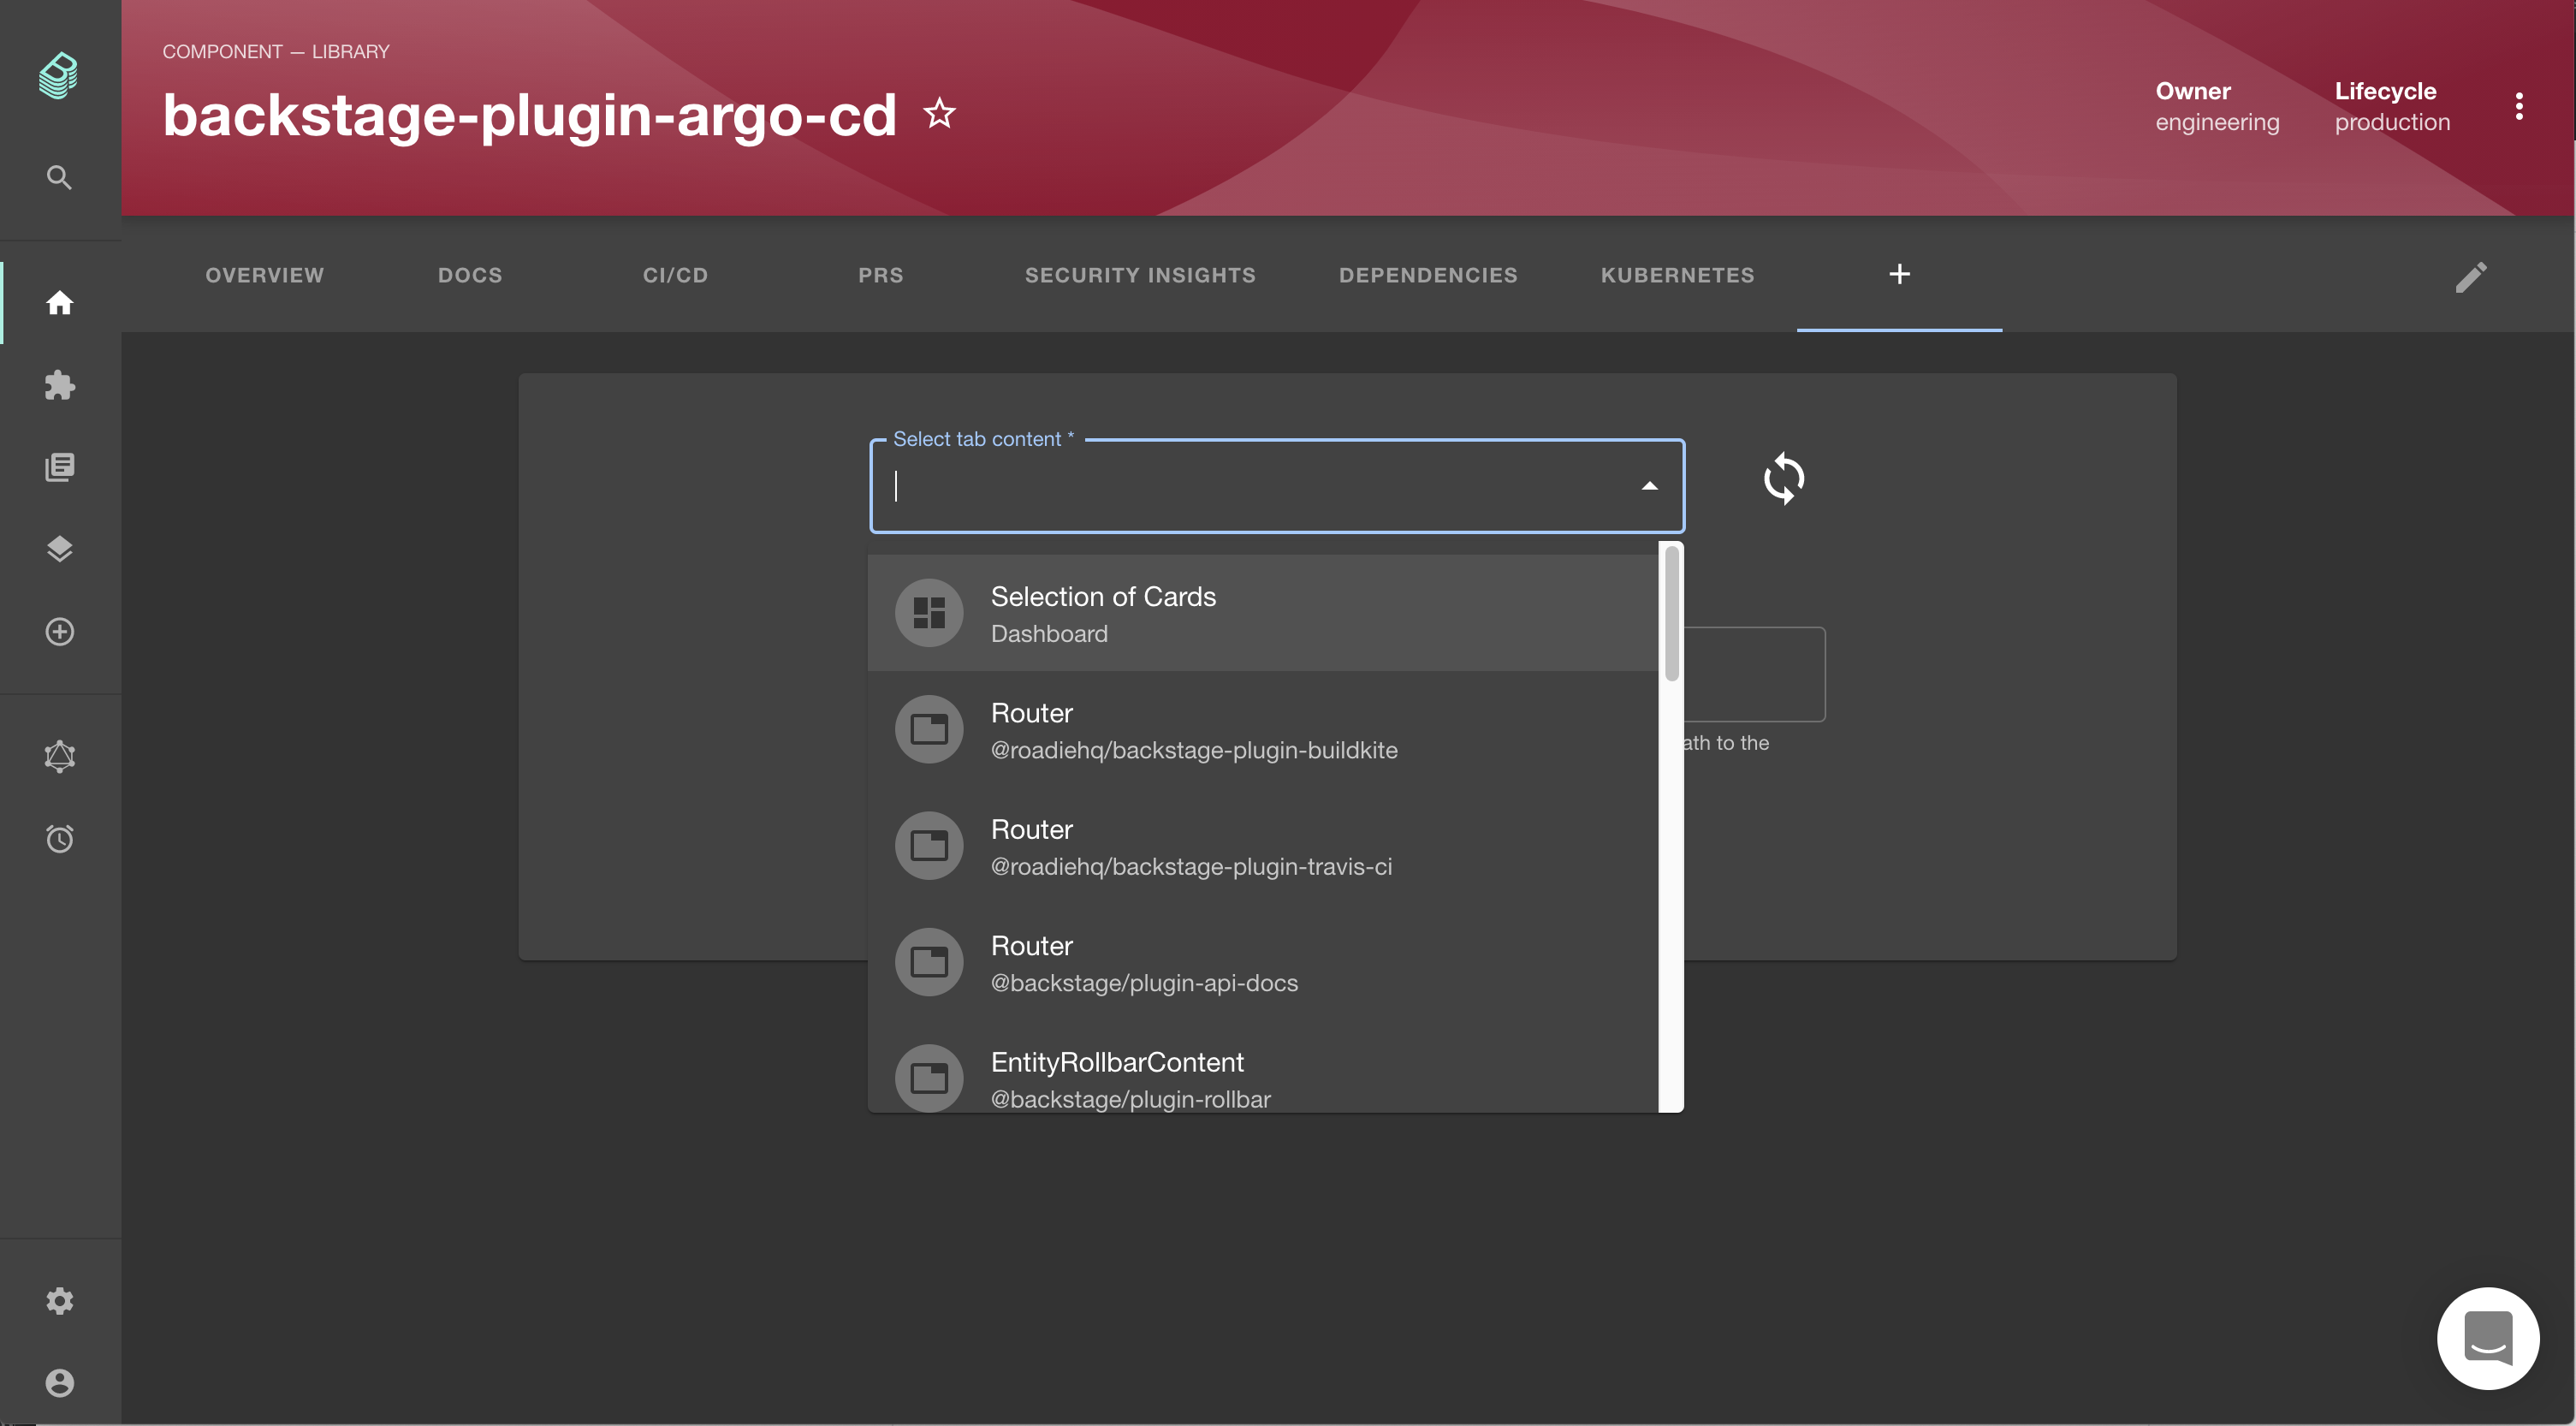 COMPONENT — LIBRARY
backstage-plugin-argo-cd
Owner
engineering
Lifecycle
production
OVERVIEW
DOCS
CI/CD
PRS
SECURITY INSIGHTS
DEPENDENCIES
KUBERNETES
Select tab content *
Selection of Cards
Dashboard
Router
@roadiehq/backstage-plugin-buildkite
ath to the
Router
@roadiehq/backstage-plugin-travis-ci
Router
@backstage/plugin-api-docs
EntityRollbarContent
@backstage/plugin-rollbar